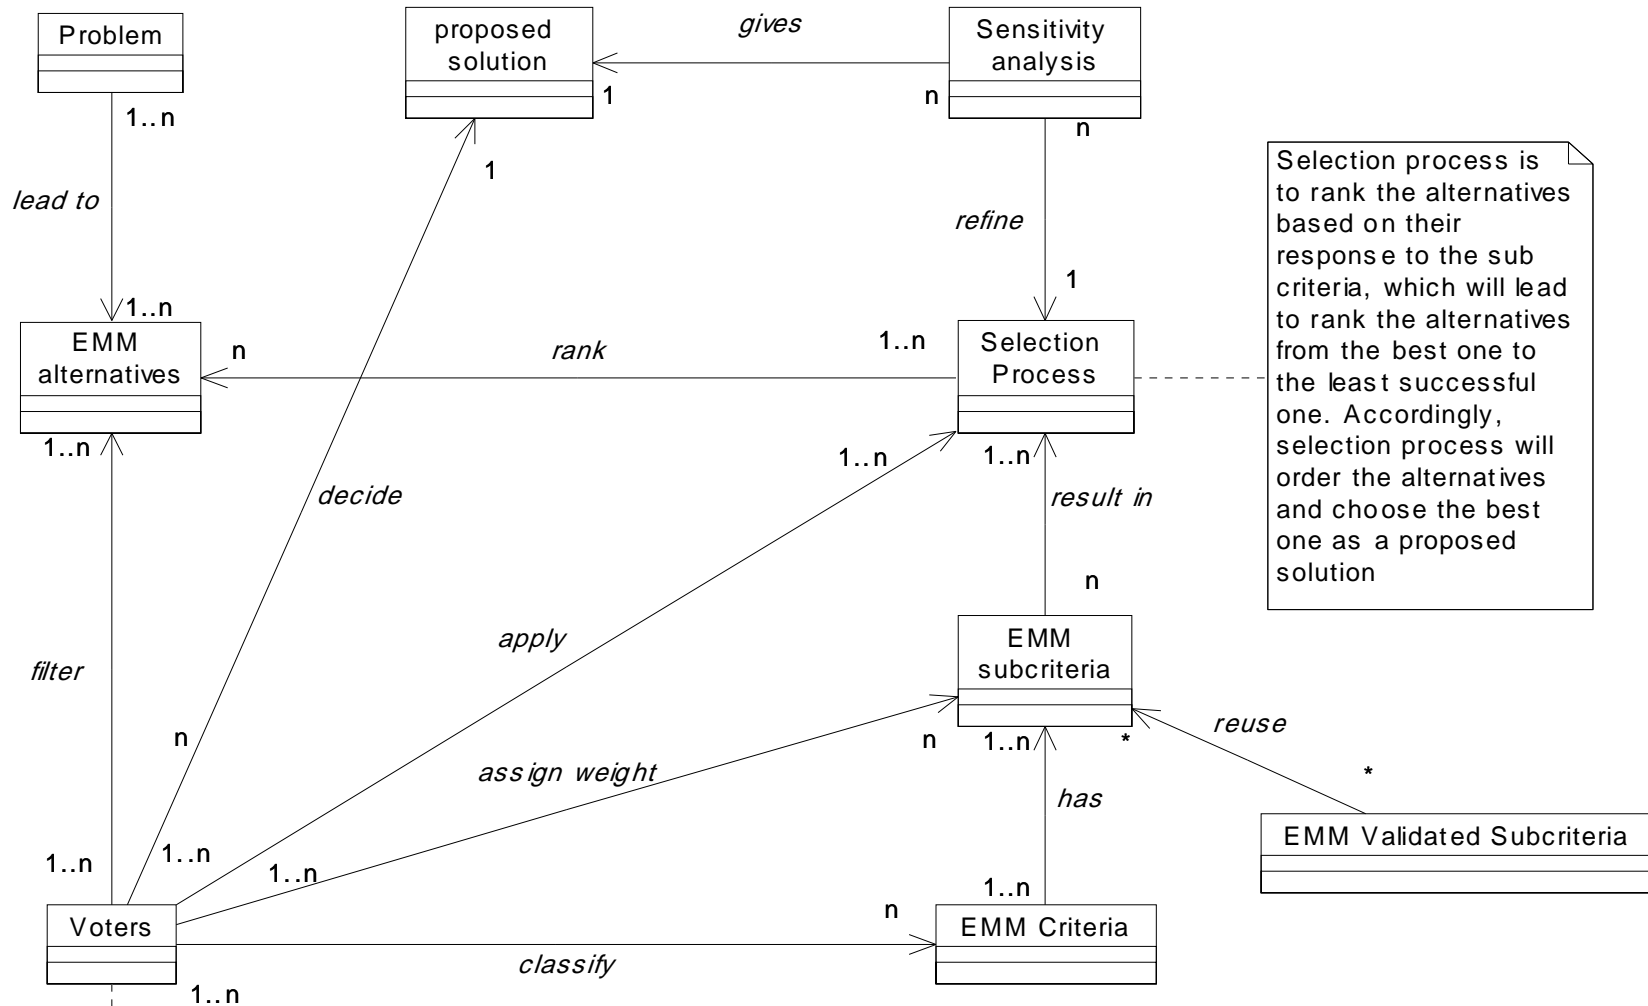 Problem
proposed
solution
gives
Sensitivity
analysis
1
n
1..n
n
1
Selection process is
to rank the alternatives
based on their
response to the sub
criteria, which will lead
to rank the alternatives
from the best one to
the least successful
one. Accordingly,
selection process will
order the alternatives
and choose the best
one as a proposed
solution
lead to
refine
1
1..n
EMM
alternatives
n
rank
1..n
Selection
Process
1..n
1..n
1..n
decide
result in
n
apply
EMM
subcriteria
filter
n
assign weight
n
1..n
*
reuse
*
has
EMM Validated Subcriteria
1..n
1..n
1..n
1..n
Voters
n
EMM Criteria
classify
1..n